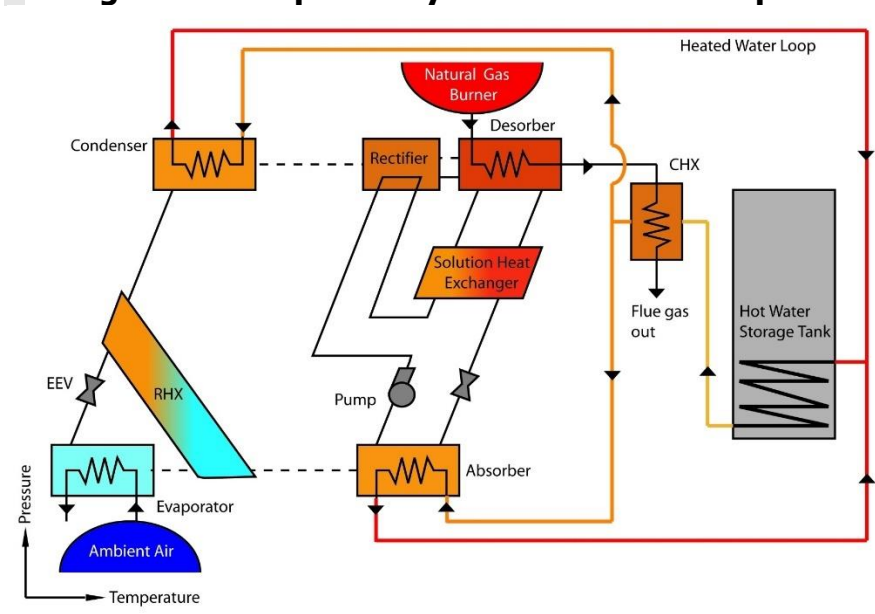 Heated Water Loop
Natural Gas
Burner
Desorber
Condenser
Rectifier
CHX
Solution Heat
Exchanger
Flue gas
out
Hot Water
Storage Tank
EEV
RHX
Pump
Absorber
Evaporator
Pressure
Ambient Air
Temperature